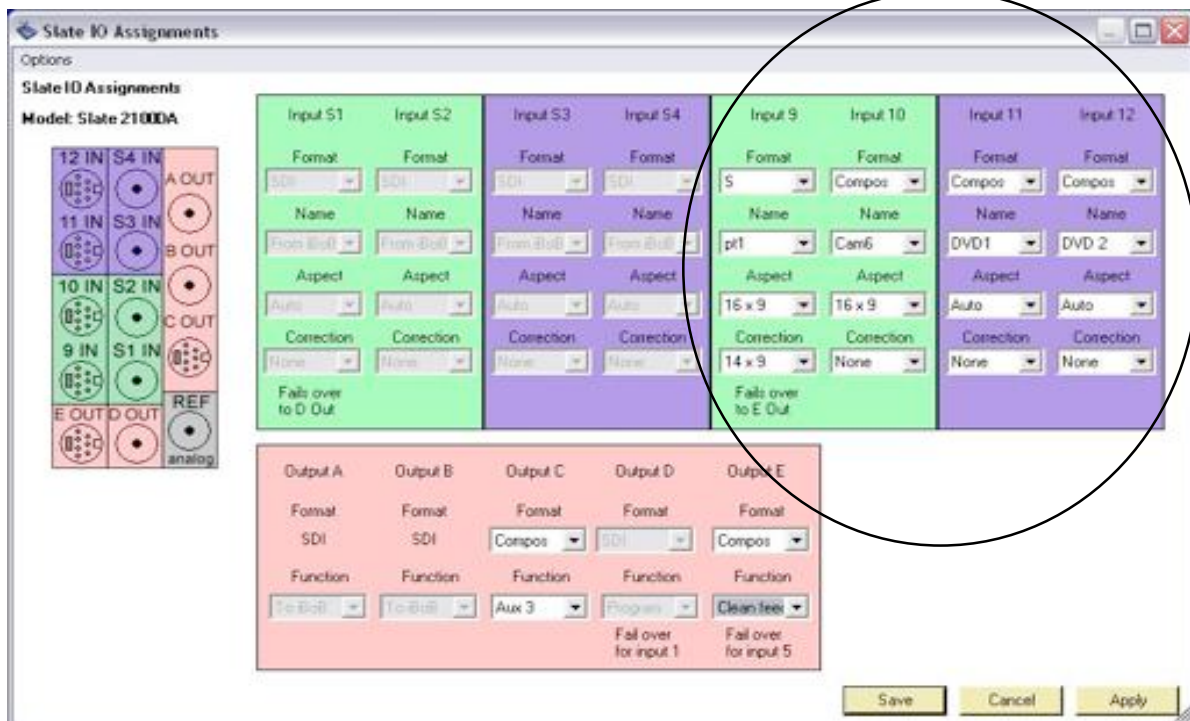 Slate IO Assignments
Options
Slate IO Assignments
Model: Slate 2100DA
12 IN S4 IN
A OUT
11 IN S3 IN
B OUT
10 IN S2 IN
C OUT
9 IN S1 IN
REF
E OUT D OUT
analog
Input S1 Input S2 Input S3 Input S4 Input 9 Input 10 Input 11 Input 12
Format Format Format Format Format Format Format Format
SDI SDI SDI SDI S Compos Compos Compos
Name Name Name Name Name Name Name Name
From iBoB From iBoB From iBoB From iBoB pt1 Cam6 DVD1 DVD 2
Aspect Aspect Aspect Aspect Aspect Aspect Aspect Aspect
Auto Auto Auto Auto 16 x 9 16 x 9 Auto Auto
Correction Correction Correction Correction Correction Correction Correction Correction
None None None None 14 x 9 None None None
Fails over Fails over
to D Out to E Out
Output A Output B Output C Output D Output E
Format Format Format Format Format
SDI SDI Compos SDI Compos
Function Function Function Function Function
To BoB To BoB Aux 3 Program Clean feed
Fail over Fail over
for input 1 for input 5
Save Cancel Apply